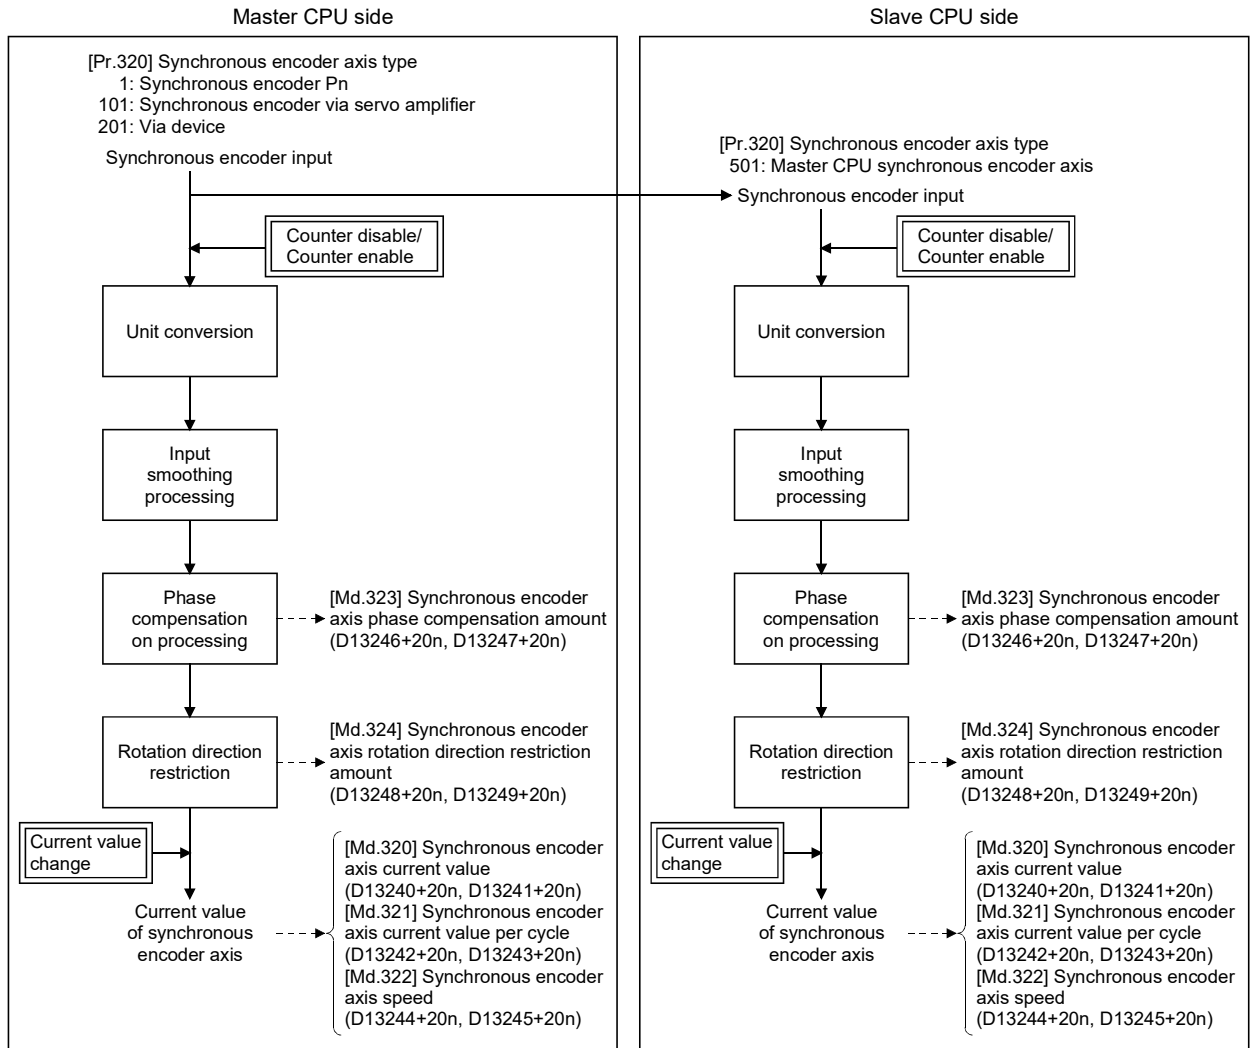 Master CPU side
[Pr.320] Synchronous encoder axis type
1: Synchronous encoder Pn
101: Synchronous encoder via servo amplifier
201: Via device
Synchronous encoder input
Counter disable/
Counter enable
Unit conversion
Input
smoothing
processing
Phase
compensation
on processing
[Md.323] Synchronous encoder
axis phase compensation amount
(D13246+20n, D13247+20n)
Rotation direction
restriction
[Md.324] Synchronous encoder
axis rotation direction restriction
amount
(D13248+20n, D13249+20n)
Current value
change
Current value
of synchronous
encoder axis
[Md.320] Synchronous encoder
axis current value
(D13240+20n, D13241+20n)
[Md.321] Synchronous encoder
axis current value per cycle
(D13242+20n, D13243+20n)
[Md.322] Synchronous encoder
axis speed
(D13244+20n, D13245+20n)
Slave CPU side
[Pr.320] Synchronous encoder axis type
501: Master CPU synchronous encoder axis
Synchronous encoder input
Counter disable/
Counter enable
Unit conversion
Input
smoothing
processing
Phase
compensation
on processing
[Md.323] Synchronous encoder
axis phase compensation amount
(D13246+20n, D13247+20n)
Rotation direction
restriction
[Md.324] Synchronous encoder
axis rotation direction restriction
amount
(D13248+20n, D13249+20n)
Current value
change
Current value
of synchronous
encoder axis
[Md.320] Synchronous encoder
axis current value
(D13240+20n, D13241+20n)
[Md.321] Synchronous encoder
axis current value per cycle
(D13242+20n, D13243+20n)
[Md.322] Synchronous encoder
axis speed
(D13244+20n, D13245+20n)